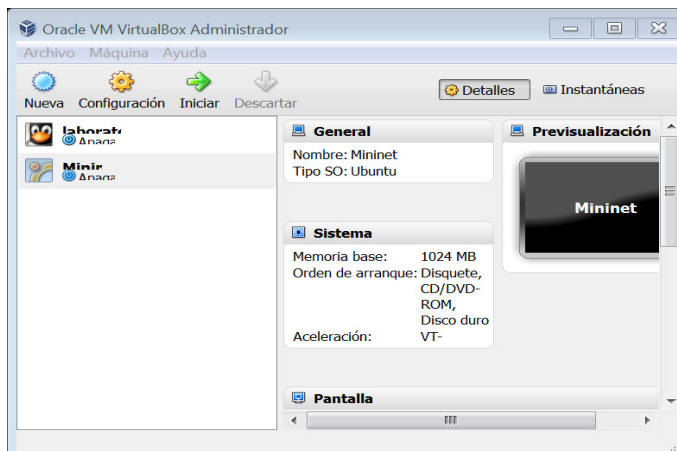 Oracle VM VirtualBox Administrador
Archivo Máquina Ayuda
Nueva Configuración Iniciar Descartar
Detalles Instantáneas
General
Nombre: Mininet
Tipo SO: Ubuntu
Sistema
Memoria base: 1024 MB
Orden de arranque: Disquete,
CD/DVD-
ROM,
Disco duro
Aceleración: VT-
Pantalla
Previsualización
Mininet